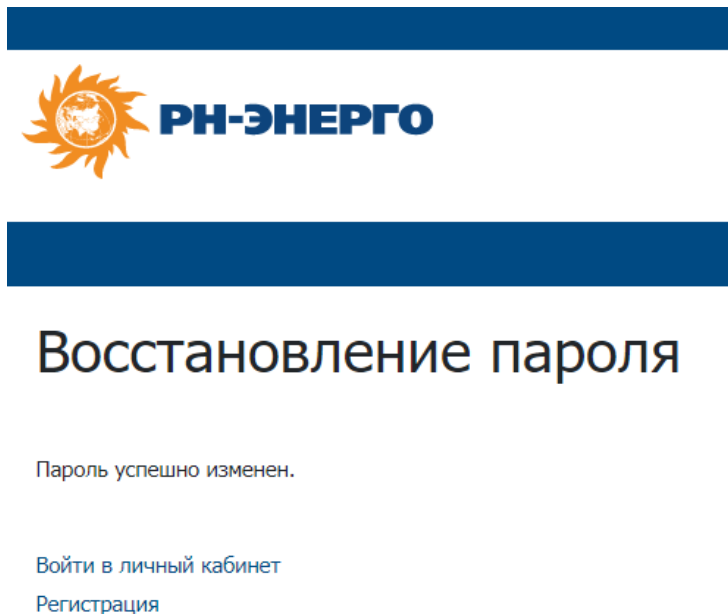 РН-ЭНЕРГО
Восстановление пароля
Пароль успешно изменен.
Войти в личный кабинет
Регистрация